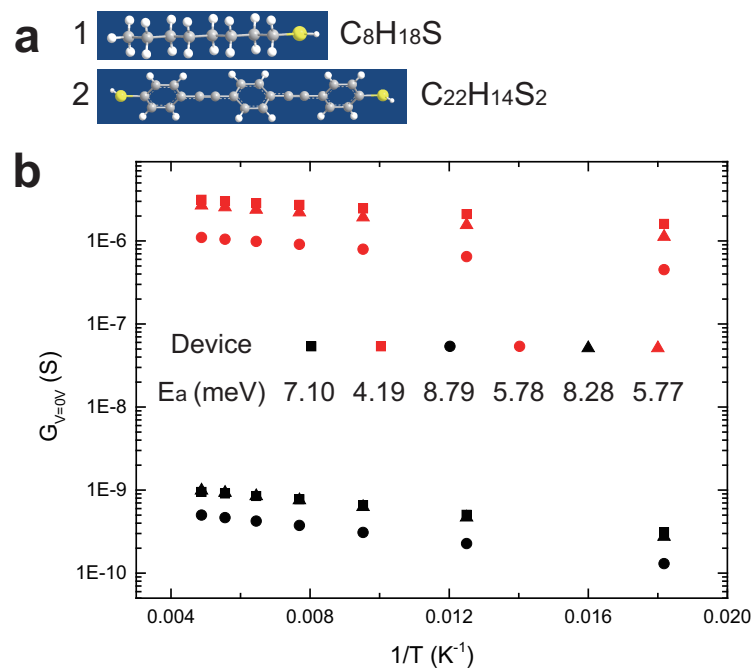 a
1 C8H18S
2 C22H14S2
b
1E-6
1E-7
1E-8
1E-9
1E-10
GV=0V (S)
Device
Ea (meV) 7.10 4.19 8.79 5.78 8.28 5.77
0.004 0.008 0.012 0.016 0.020
1/T (K-1)